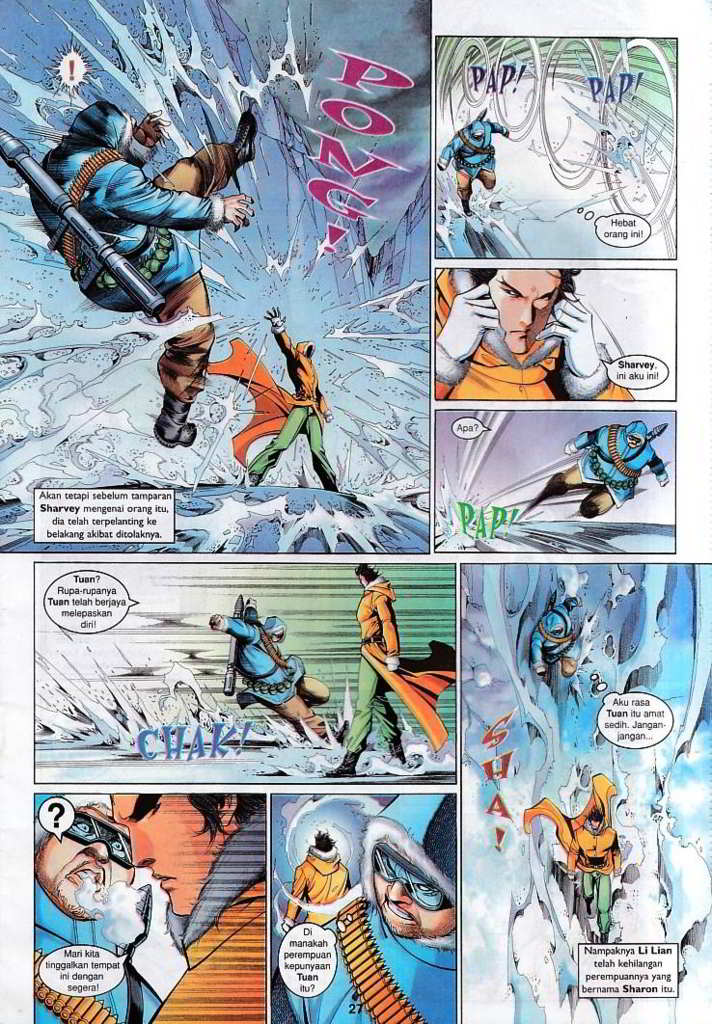 !
PONG!
Akan tetapi sebelum tamparan
Sharvey mengenai orang itu,
dia telah terpelanting ke
belakang akibat ditolaknya.
PAP!
PAP!
Hebat
orang ini!
Sharvey,
ini aku ini!
Apa?
PAP!
Tuan?
Rupa-rupanya
Tuan telah berjaya
melepaskan
diri!
CHAK!
Aku rasa
Tuan itu amat
sedih. Jangan-
jangan...
SHA!
Nampaknya Li Lian
telah kehilangan
perempuannya yang
bernama Sharon itu.
?
Mari kita
tinggalkan tempat
ini dengan
segera!
Di
manakah
perempuan
kepunyaan
Tuan
itu?
27